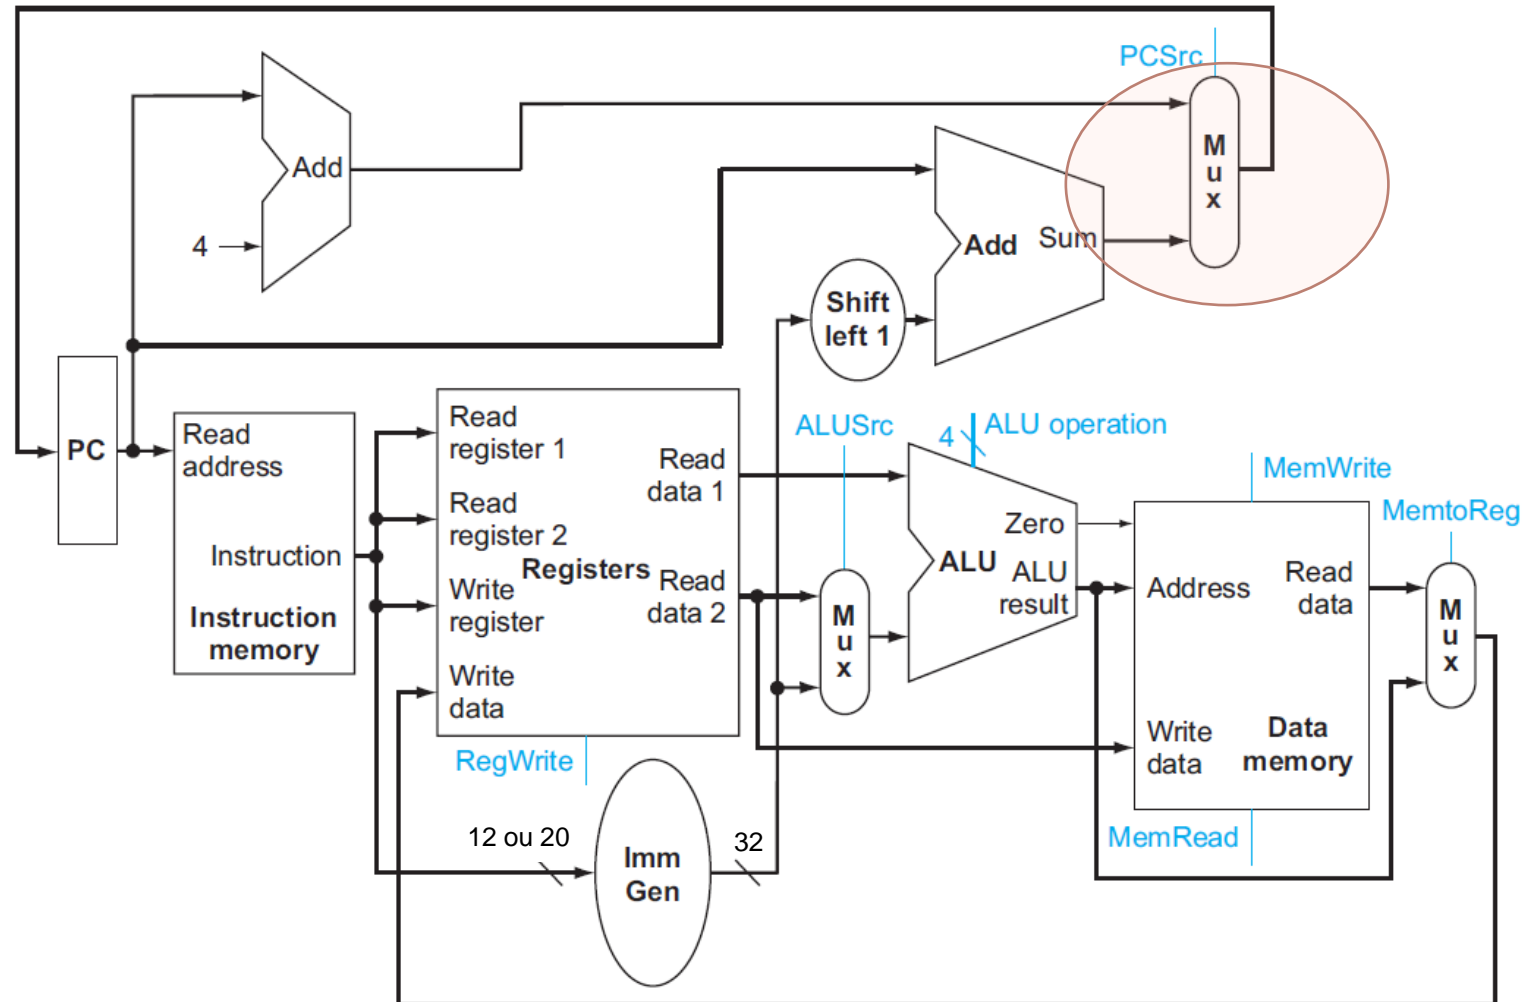 PCSrc
Add
4
M
u
x
Add
Sum
Shift
left 1
PC
Read
address
Instruction
Instruction
memory
Read
register 1
Read
register 2
Write
register
Write
data
Registers
Read
data 1
Read
data 2
RegWrite
12 ou 20
Imm
Gen
32
ALUSrc
M
u
x
4
ALU operation
Zero
ALU
ALU
result
MemWrite
Address
Read
data
Write
data
Data
memory
MemRead
MemtoReg
M
u
x